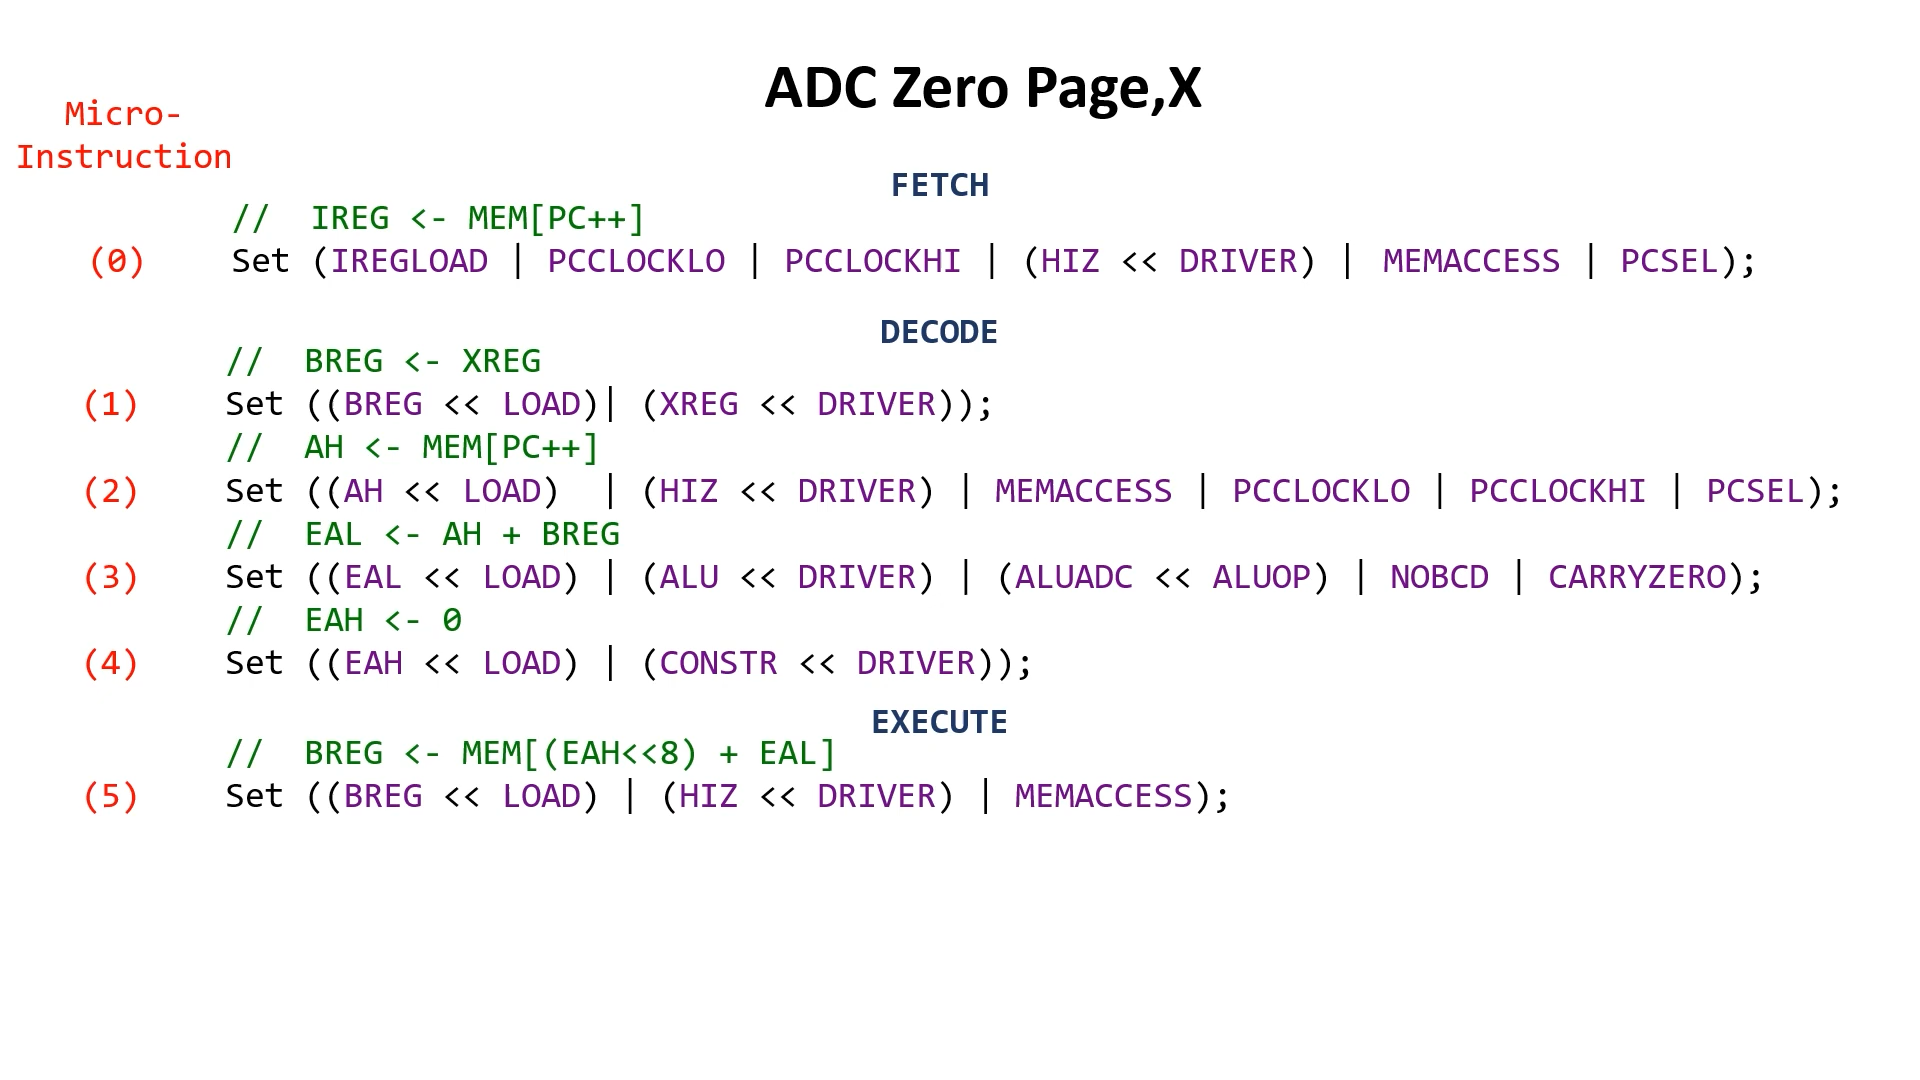 ADC Zero Page,X
Micro-
Instruction
FETCH
//  IREG <- MEM[PC++]
(0) Set (IREGLOAD | PCCLOCKLO | PCCLOCKHI | (HIZ << DRIVER) | MEMACCESS | PCSEL);
DECODE
//  BREG <- XREG
(1) Set ((BREG << LOAD)| (XREG << DRIVER));
//  AH <- MEM[PC++]
(2) Set ((AH << LOAD)  | (HIZ << DRIVER) | MEMACCESS | PCCLOCKLO | PCCLOCKHI | PCSEL);
//  EAL <- AH + BREG
(3) Set ((EAL << LOAD) | (ALU << DRIVER) | (ALUADC << ALUOP) | NOBCD | CARRYZERO);
//  EAH <- 0
(4) Set ((EAH << LOAD) | (CONSTR << DRIVER));
EXECUTE
//  BREG <- MEM[(EAH<<8) + EAL]
(5) Set ((BREG << LOAD) | (HIZ << DRIVER) | MEMACCESS);